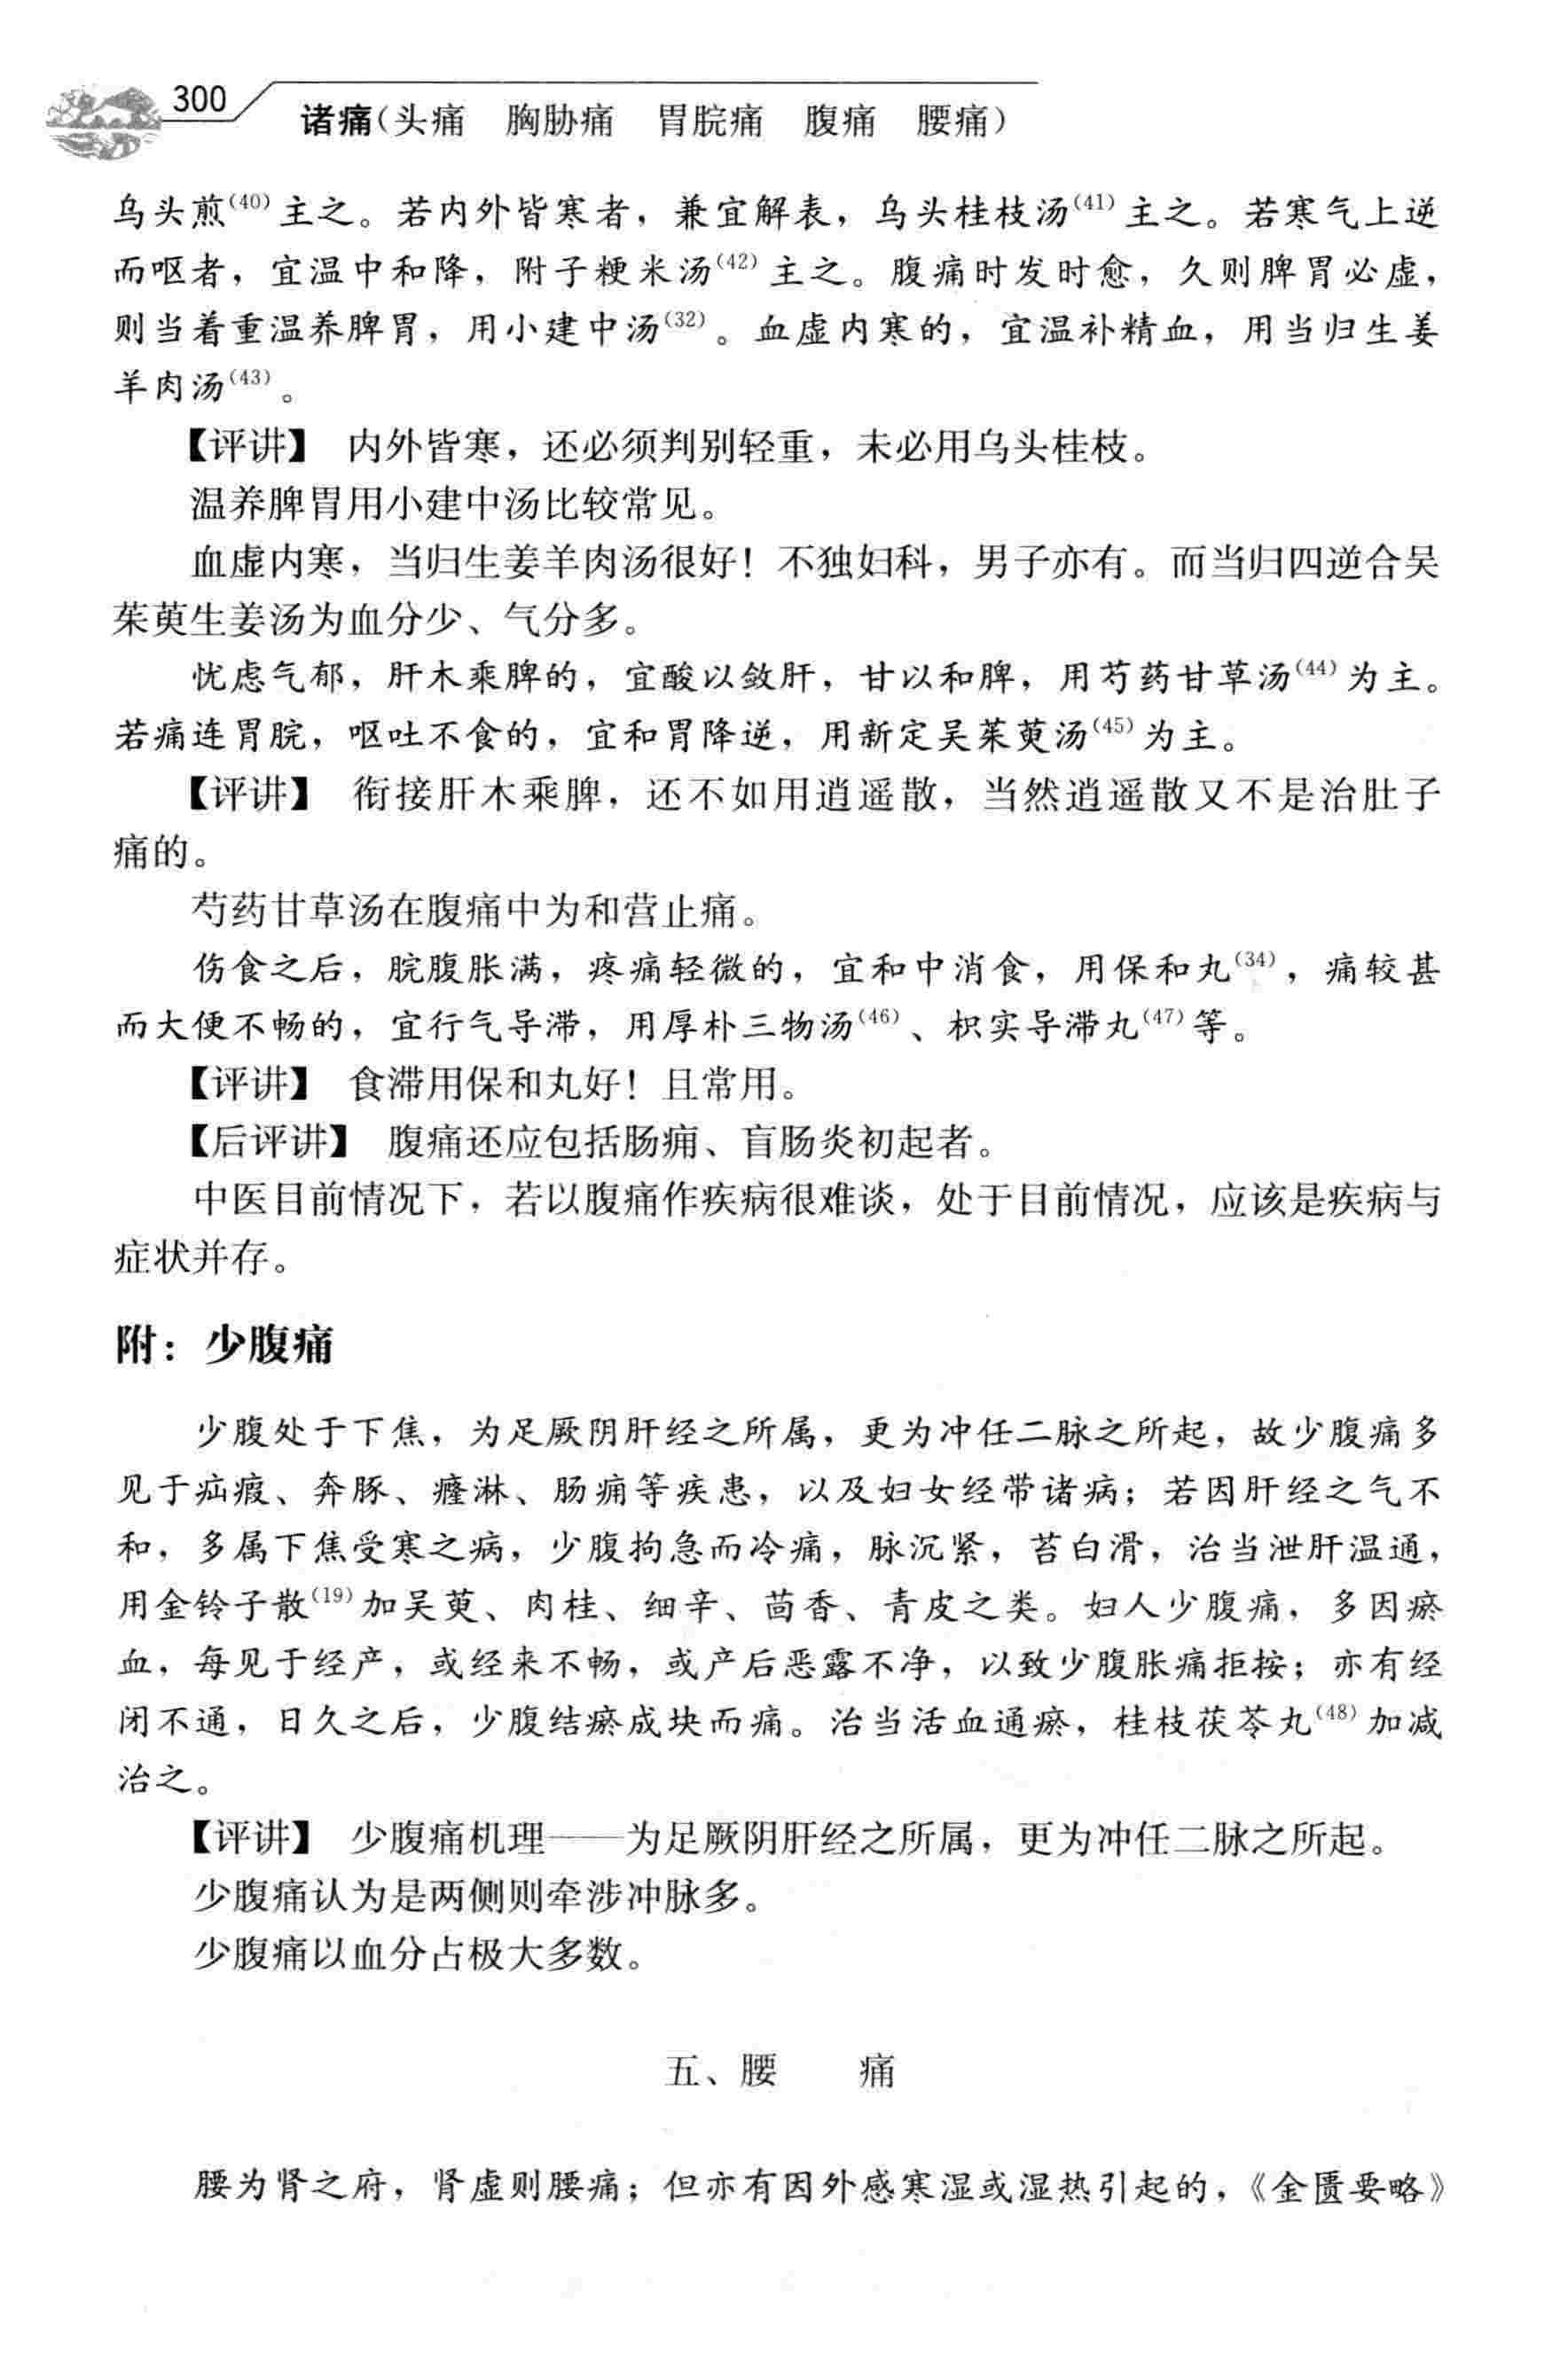 300
诸痛(头痛 胸胁痛 胃脘痛 腹痛 腰痛)
乌头煎(40)主之。若内外皆寒者，兼宜解表，乌头桂枝汤(41)主之。若寒气上逆
而呕者，宜温中和降，附子粳米汤(42)主之。腹痛时发时愈，久则脾胃必虚，
则当着重温养脾胃，用小建中汤(32)。血虚内寒的，宜温补精血，用当归生姜
羊肉汤(43)。
【评讲】 内外皆寒，还必须判别轻重，未必用乌头桂枝。
温养脾胃用小建中汤比较常见。
血虚内寒，当归生姜羊肉汤很好！不独妇科，男子亦有。而当归四逆合吴
茱萸生姜汤为血分少、气分多。
忧虑气郁，肝木乘脾的，宜酸以敛肝，甘以和脾，用芍药甘草汤(44)为主。
若痛连胃脘，呕吐不食的，宜和胃降逆，用新定吴茱萸汤(45)为主。
【评讲】 衔接肝木乘脾，还不如用逍遥散，当然逍遥散又不是治肚子
痛的。
芍药甘草汤在腹痛中为和营止痛。
伤食之后，脘腹胀满，疼痛轻微的，宜和中消食，用保和丸(34)，痛较甚
而大便不畅的，宜行气导滞，用厚朴三物汤(46)、枳实导滞丸(47)等。
【评讲】 食滞用保和丸好！且常用。
【后评讲】 腹痛还应包括肠痈、盲肠炎初起者。
中医目前情况下，若以腹痛作疾病很难谈，处于目前情况，应该是疾病与
症状并存。
附：少腹痛
少腹处于下焦，为足厥阴肝经之所属，更为冲任二脉之所起，故少腹痛多
见于疝瘕、奔豚、癃淋、肠痈等疾患，以及妇女经带诸病；若因肝经之气不
和，多属下焦受寒之病，少腹拘急而冷痛，脉沉紧，苔白滑，治当泄肝温通，
用金铃子散(19)加吴萸、肉桂、细辛、茴香、青皮之类。妇人少腹痛，多因瘀
血，每见于经产，或经来不畅，或产后恶露不净，以致少腹胀痛拒按；亦有经
闭不通，日久之后，少腹结瘀成块而痛。治当活血通瘀，桂枝茯苓丸(48)加减
治之。
【评讲】 少腹痛机理——为足厥阴肝经之所属，更为冲任二脉之所起。
少腹痛认为是两侧则牵涉冲脉多。
少腹痛以血分占极大多数。
五、腰 痛
腰为肾之府，肾虚则腰痛；但亦有因外感寒湿或湿热引起的，《金匮要略》